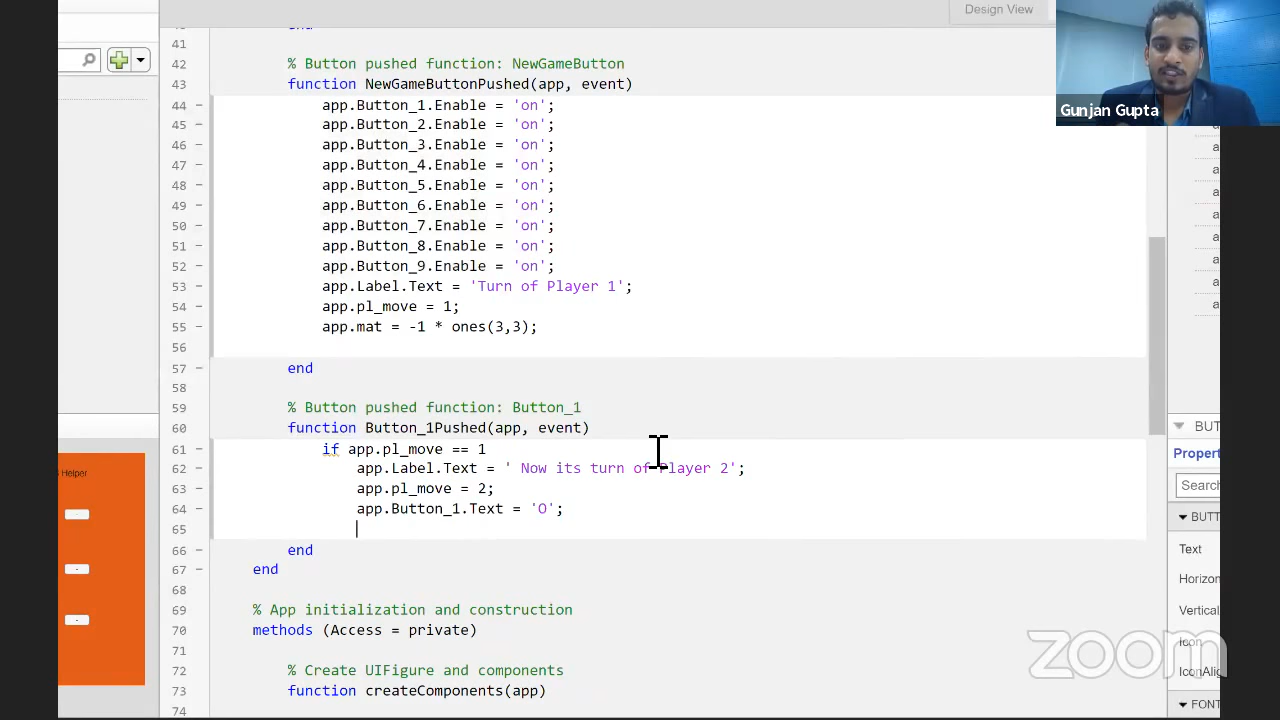 Design View
Gunjan Gupta
41
42 % Button pushed function: NewGameButton
43 function NewGameButtonPushed(app, event)
44 app.Button_1.Enable = 'on';
45 app.Button_2.Enable = 'on';
46 app.Button_3.Enable = 'on';
47 app.Button_4.Enable = 'on';
48 app.Button_5.Enable = 'on';
49 app.Button_6.Enable = 'on';
50 app.Button_7.Enable = 'on';
51 app.Button_8.Enable = 'on';
52 app.Button_9.Enable = 'on';
53 app.Label.Text = 'Turn of Player 1';
54 app.pl_move = 1;
55 app.mat = -1 * ones(3,3);
56
57 end
58
59 % Button pushed function: Button_1
60 function Button_1Pushed(app, event)
61 if app.pl_move == 1
62 app.Label.Text = ' Now its turn of Player 2';
63 app.pl_move = 2;
64 app.Button_1.Text = 'O';
65
66 end
67 end
68
69 % App initialization and construction
70 methods (Access = private)
71
72 % Create UIFigure and components
73 function createComponents(app)
74
Helper
BUT
Propert
Search
BUTT
Text
Horizon
Vertical
Icon
IconAlig
FONT
zoom